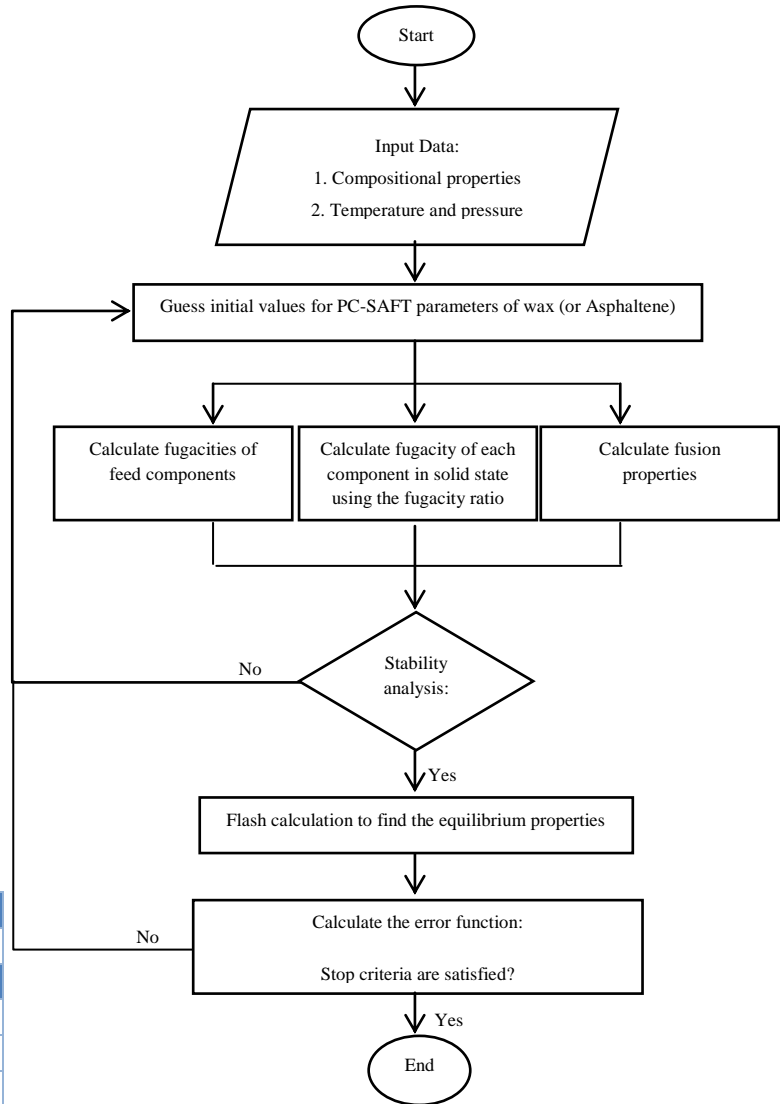 Start
Input Data:
1. Compositional properties
2. Temperature and pressure
Guess initial values for PC-SAFT parameters of wax (or Asphaltene)
Calculate fugacities of
feed components
Calculate fugacity of each
component in solid state
using the fugacity ratio
Calculate fusion
properties
Stability
analysis:
No
Yes
Flash calculation to find the equilibrium properties
Calculate the error function:
Stop criteria are satisfied?
No
Yes
End